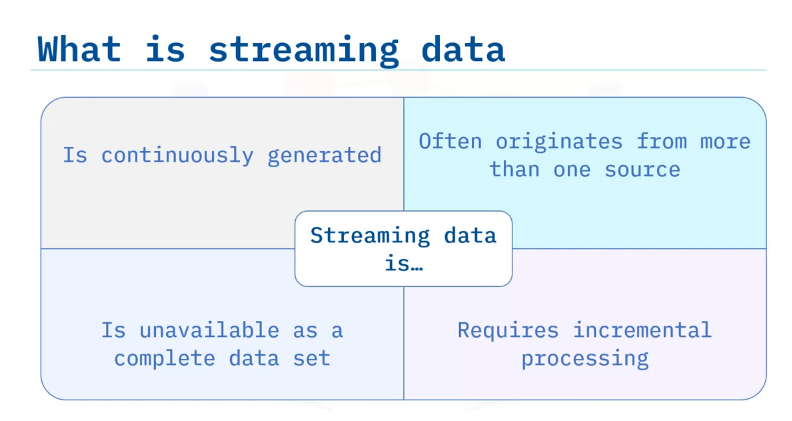 What is streaming data
Is continuously generated
Often originates from more
than one source
Streaming data
is…
Is unavailable as a
complete data set
Requires incremental
processing